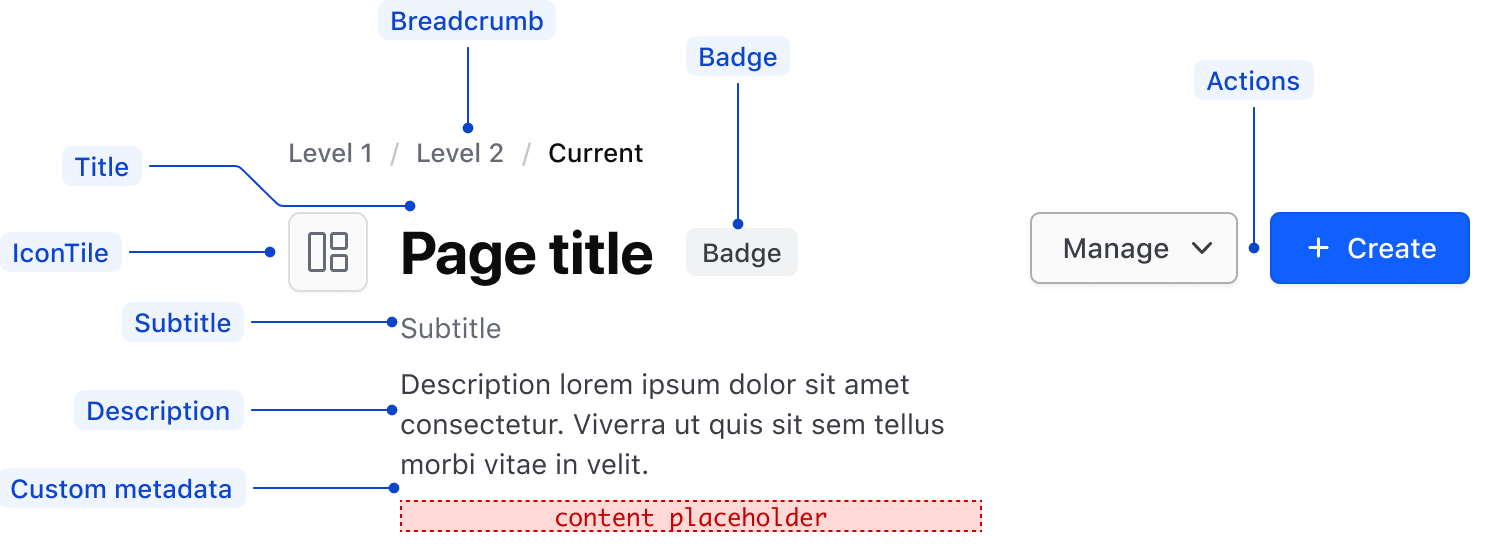 Breadcrumb
Badge
Actions
Level 1 / Level 2 / Current
Title
IconTile
Page title
Badge
Manage
+ Create
Subtitle
Subtitle
Description
Description lorem ipsum dolor sit amet
consectetur. Viverra ut quis sit sem tellus
morbi vitae in velit.
Custom metadata
content placeholder